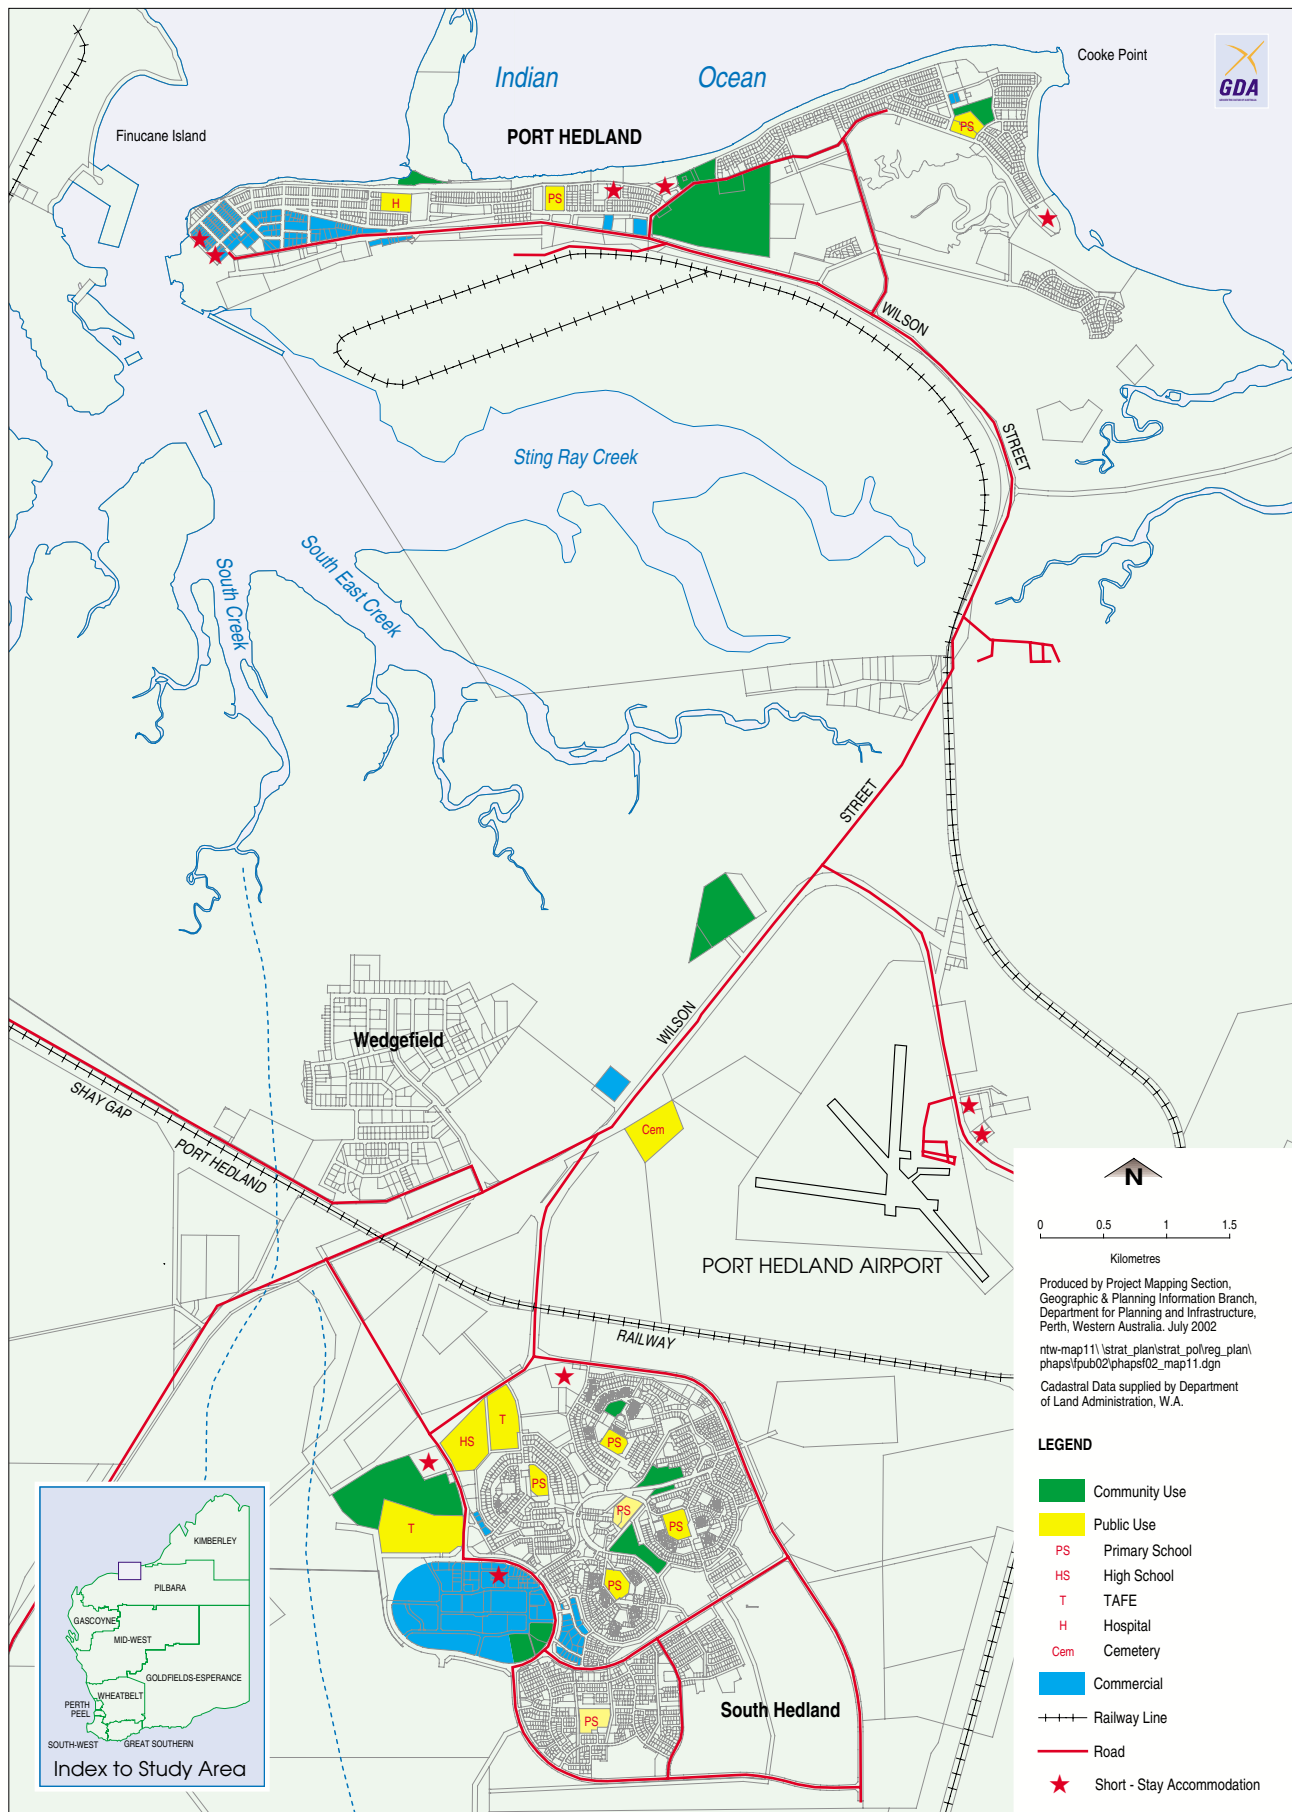 Indian Ocean
Cooke Point
GDA
Finucane Island
PORT HEDLAND
PS
H
PS
WILSON
STREET
Sting Ray Creek
South East Creek
South Creek
STREET
WILSON
Wedgefield
SHAY GAP
PORT HEDLAND
Cem
PORT HEDLAND AIRPORT
RAILWAY
T
HS
PS
PS
PS
PS
T
PS
PS
South Hedland
N
0 0.5 1 1.5
Kilometres
Produced by Project Mapping Section,
Geographic & Planning Information Branch,
Department for Planning and Infrastructure,
Perth, Western Australia. July 2002
ntw-map11\ \strat_plan\strat_pol\reg_plan\
phaps\fpub02\phapsf02_map11.dgn
Cadastral Data supplied by Department
of Land Administration, W.A.
LEGEND
Community Use
Public Use
PS Primary School
HS High School
T TAFE
H Hospital
Cem Cemetery
Commercial
Railway Line
Road
Short - Stay Accommodation
KIMBERLEY
PILBARA
GASCOYNE
MID-WEST
GOLDFIELDS-ESPERANCE
WHEATBELT
PERTH
PEEL
SOUTH-WEST
GREAT SOUTHERN
Index to Study Area